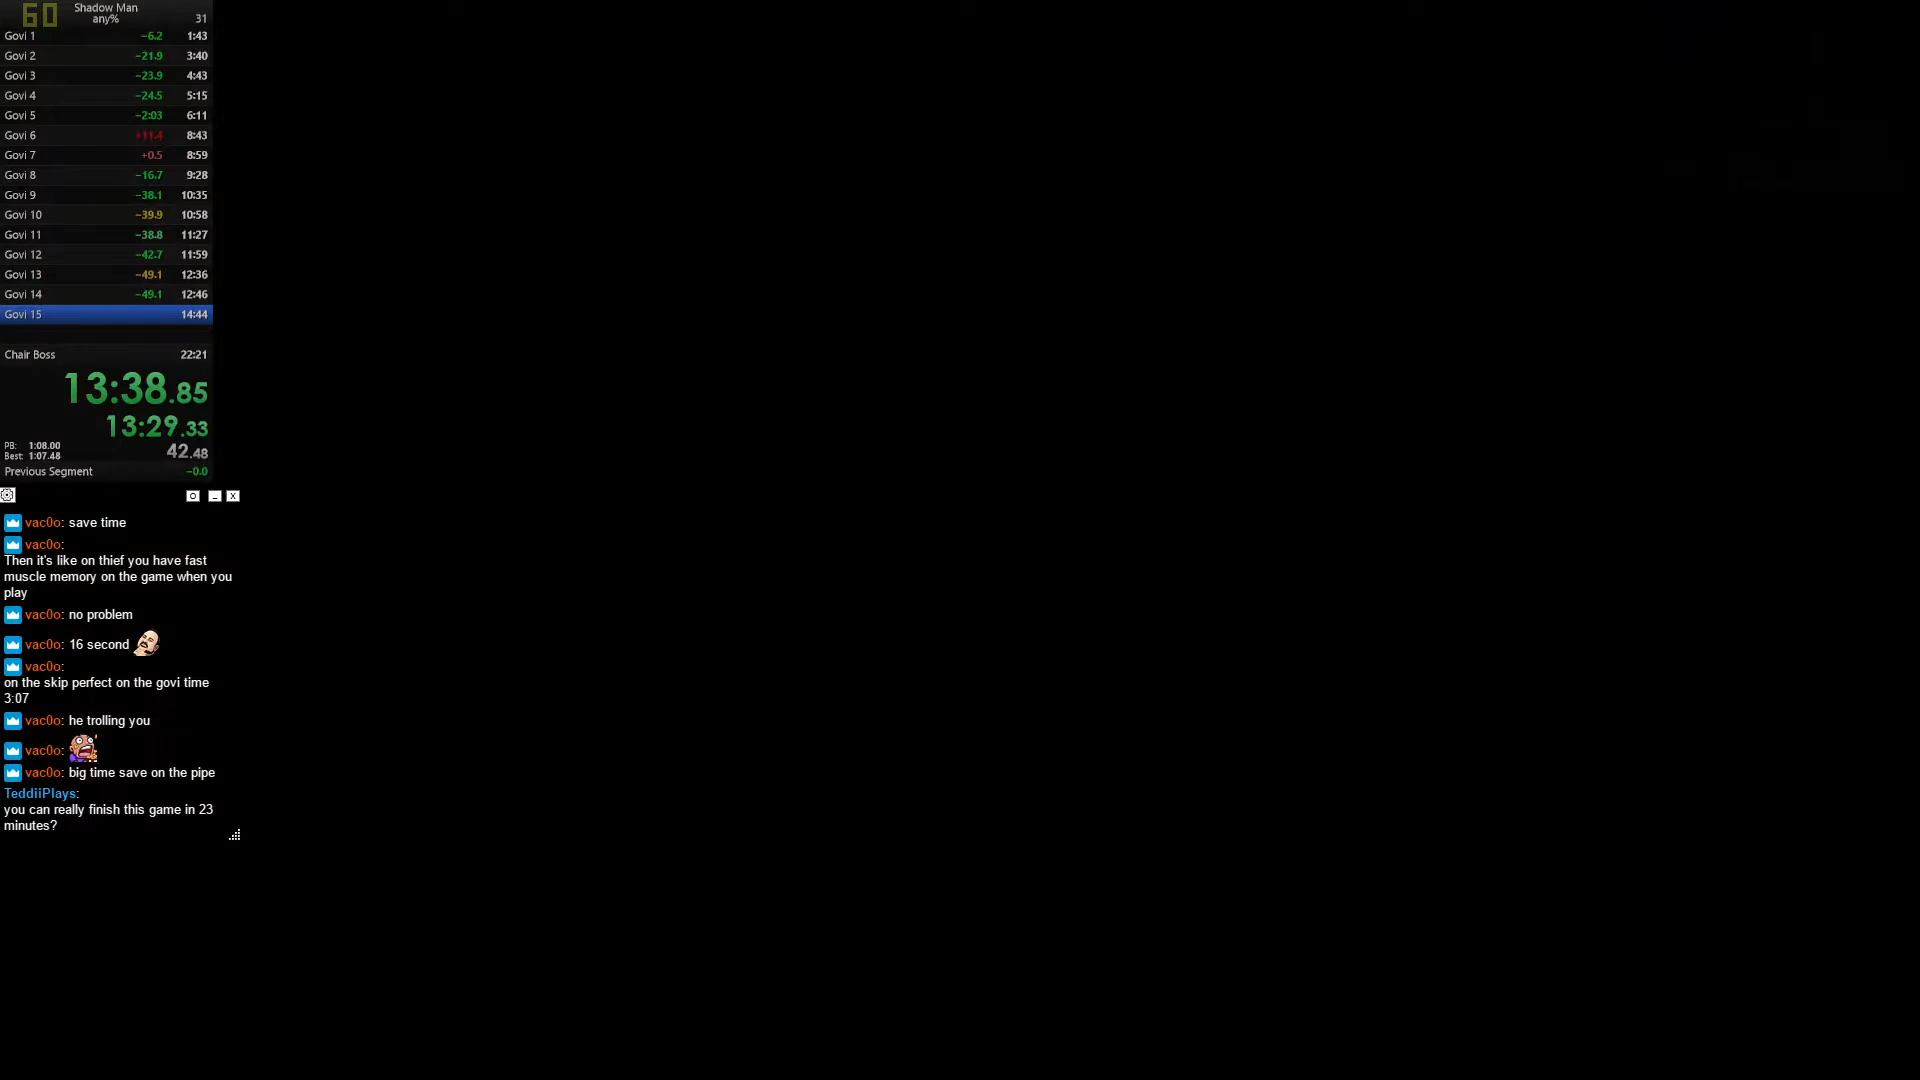 60
Shadow Man
any%
31
Govi 1 −6.2 1:43
Govi 2 −21.9 3:40
Govi 3 −23.9 4:43
Govi 4 −24.5 5:15
Govi 5 −2:03 6:11
Govi 6 +11.4 8:43
Govi 7 +0.5 8:59
Govi 8 −16.7 9:28
Govi 9 −38.1 10:35
Govi 10 −39.9 10:58
Govi 11 −38.8 11:27
Govi 12 −42.7 11:59
Govi 13 −49.1 12:36
Govi 14 −49.1 12:46
Govi 15 14:44
Chair Boss 22:21
13:38.85
13:29.33
PB: 1:08.00
Best: 1:07.48
42.48
Previous Segment −0.0
O _ X
vac0o: save time
vac0o:
Then it's like on thief you have fast
muscle memory on the game when you
play
vac0o: no problem
vac0o: 16 second
vac0o:
on the skip perfect on the govi time
3:07
vac0o: he trolling you
vac0o:
vac0o: big time save on the pipe
TeddiiPlays:
you can really finish this game in 23
minutes?